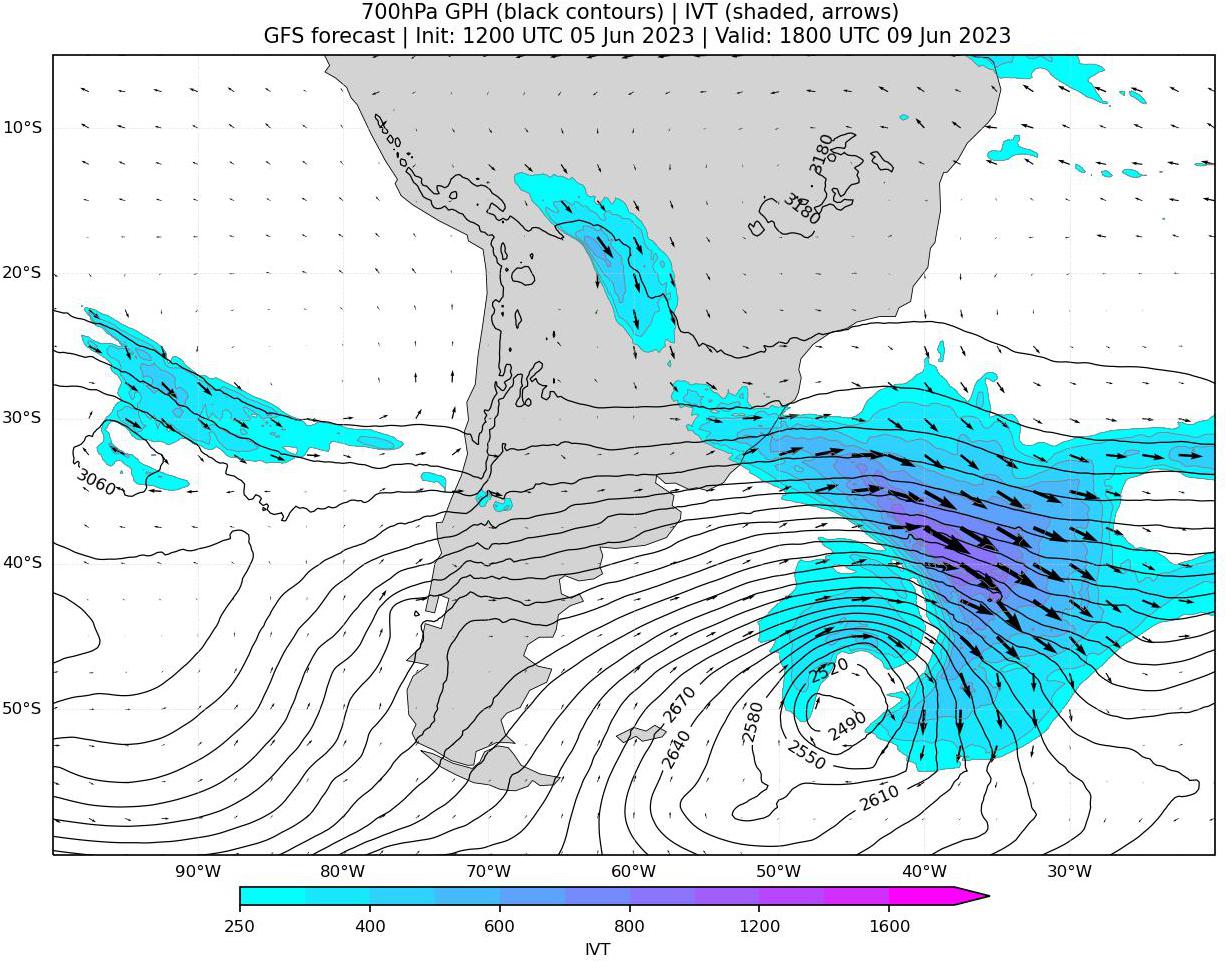 700hPa GPH (black contours) | IVT (shaded, arrows)
GFS forecast | Init: 1200 UTC 05 Jun 2023 | Valid: 1800 UTC 09 Jun 2023
10°S
3180
3180
20°S
30°S
3060
40°S
2520
2670
50°S
2580
2490
2640
2550
2610
90°W 80°W 70°W 60°W 50°W 40°W 30°W
250 400 600 800 1200 1600
IVT